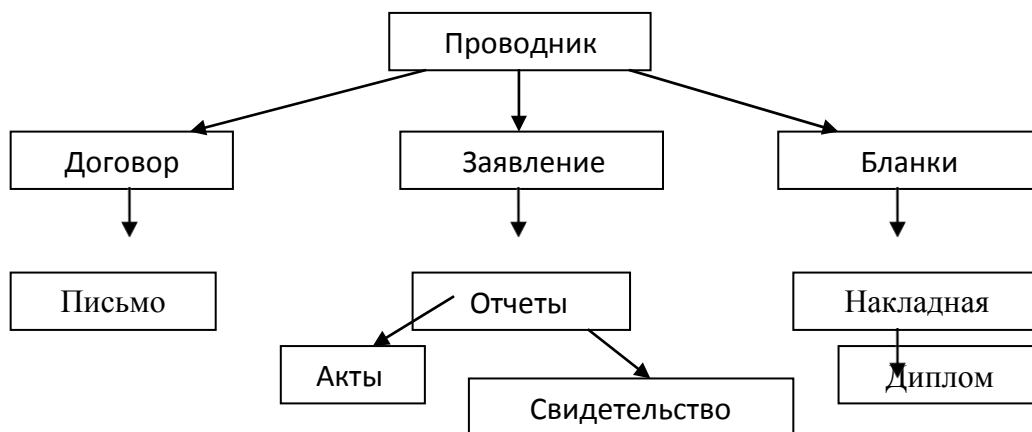 Проводник
Договор
Заявление
Бланки
Письмо
Отчеты
Накладная
Акты
Диплом
Свидетельство